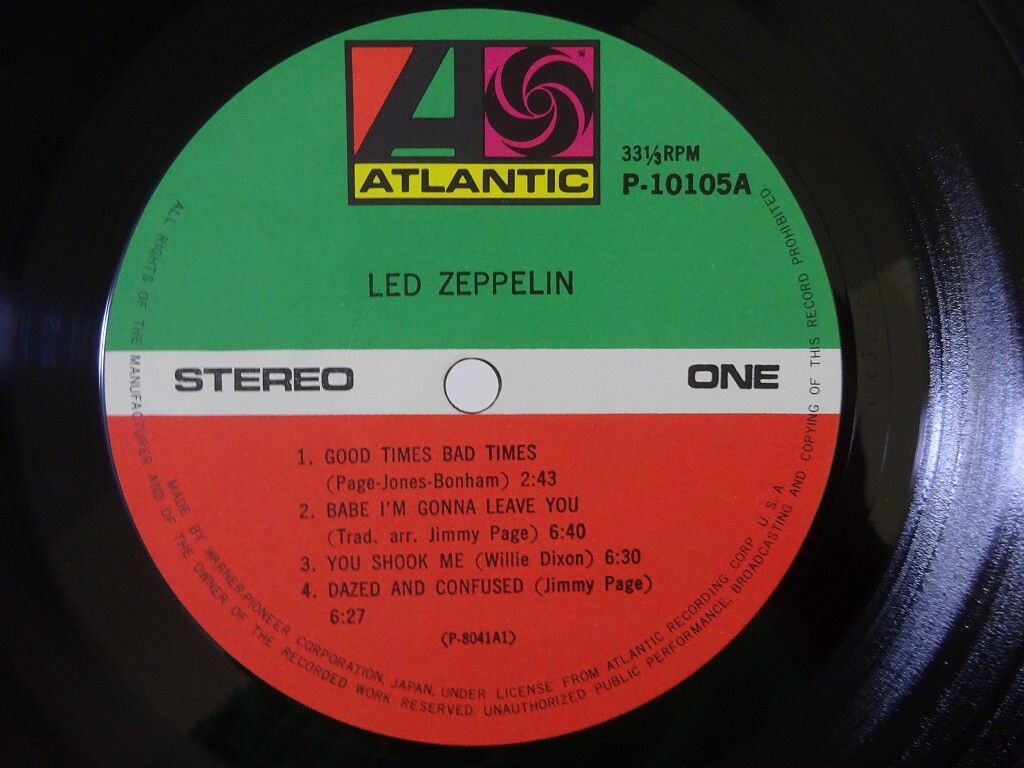 ATLANTIC
33⅓ RPM
P-10105A
LED ZEPPELIN
STEREO
ONE
1. GOOD TIMES BAD TIMES
(Page-Jones-Bonham) 2:43
2. BABE I'M GONNA LEAVE YOU
(Trad. arr. Jimmy Page) 6:40
3. YOU SHOOK ME (Willie Dixon) 6:30
4. DAZED AND CONFUSED (Jimmy Page)
6:27
(P-8041A1)
MADE BY WARNER-PIONEER CORPORATION, JAPAN, UNDER LICENSE FROM ATLANTIC RECORDING CORP. U.S.A.
ALL RIGHTS OF THE MANUFACTURER AND OF THE OWNER OF THE RECORDED WORK RESERVED. UNAUTHORIZED PUBLIC PERFORMANCE, BROADCASTING AND COPYING OF THIS RECORD PROHIBITED.